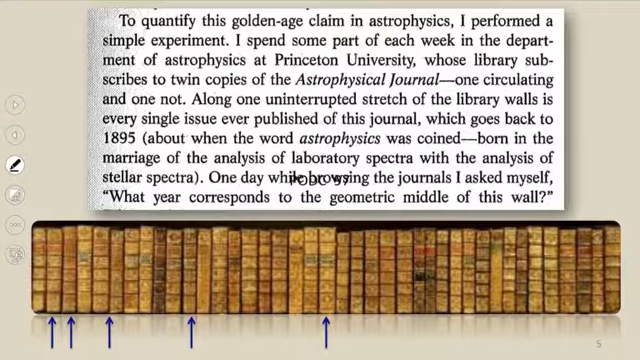 To quantify this golden-age claim in astrophysics, I performed a
simple experiment. I spend some part of each week in the depart-
ment of astrophysics at Princeton University, whose library sub-
scribes to twin copies of the Astrophysical Journal—one circulating
and one not. Along one uninterrupted stretch of the library walls is
every single issue ever published of this journal, which goes back to
1895 (about when the word astrophysics was coined—born in the
marriage of the analysis of laboratory spectra with the analysis of
stellar spectra). One day while browsing the journals I asked myself,
“What year corresponds to the geometric middle of this wall?”
5